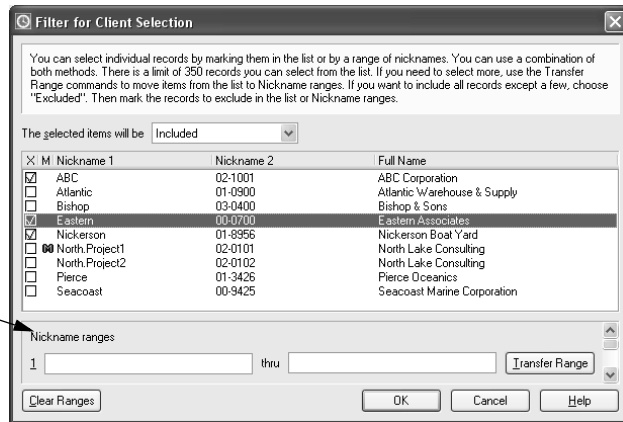 Filter for Client Selection
You can select individual records by marking them in the list or by a range of nicknames. You can use a combination of
both methods. There is a limit of 350 records you can select from the list. If you need to select more, use the Transfer
Range commands to move items from the list to Nickname ranges. If you want to include all records except a few, choose
"Excluded". Then mark the records to exclude in the list or Nickname ranges.
The selected items will be Included
X M Nickname 1 Nickname 2 Full Name
ABC 02-1001 ABC Corporation
Atlantic 01-0900 Atlantic Warehouse & Supply
Bishop 03-0400 Bishop & Sons
Eastern 00-0700 Eastern Associates
Nickerson 01-8956 Nickerson Boat Yard
North.Project1 02-0101 North Lake Consulting
North.Project2 02-0102 North Lake Consulting
Pierce 01-3426 Pierce Oceanics
Seacoast 00-9425 Seacoast Marine Corporation
Nickname ranges
1 thru Transfer Range
Clear Ranges OK Cancel Help